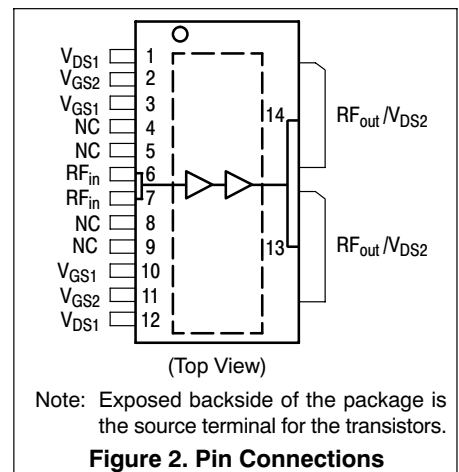 V_DS1 1
V_GS2 2
V_GS1 3
NC 4
NC 5
RF_in 6
RF_in 7
NC 8
NC 9
V_GS1 10
V_GS2 11
V_DS1 12
14 RF_out/V_DS2
13 RF_out/V_DS2
(Top View)
Note: Exposed backside of the package is
the source terminal for the transistors.
Figure 2. Pin Connections